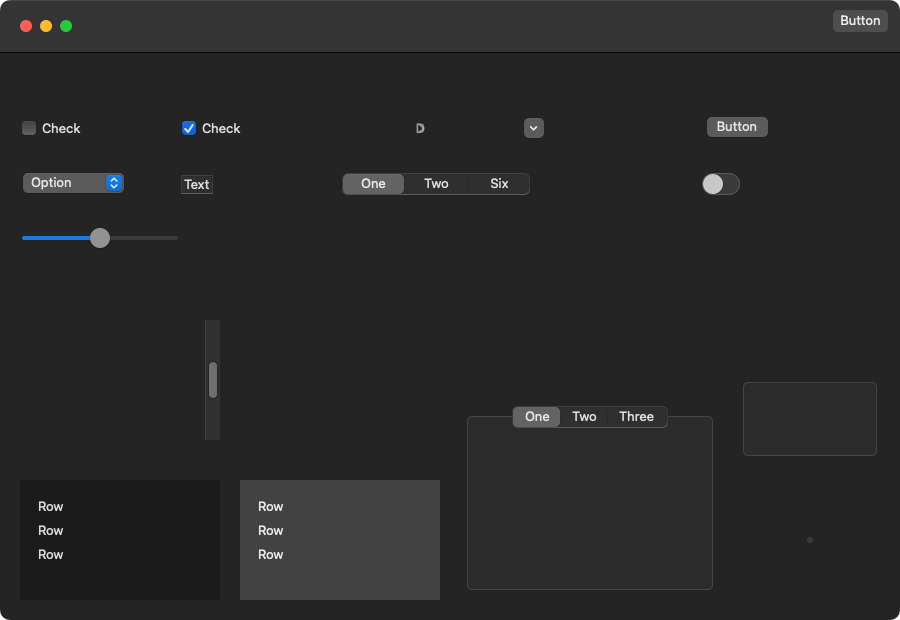 Button
Check
Check
D
Button
Option
Text
One
Two
Six
One
Two
Three
Row
Row
Row
Row
Row
Row